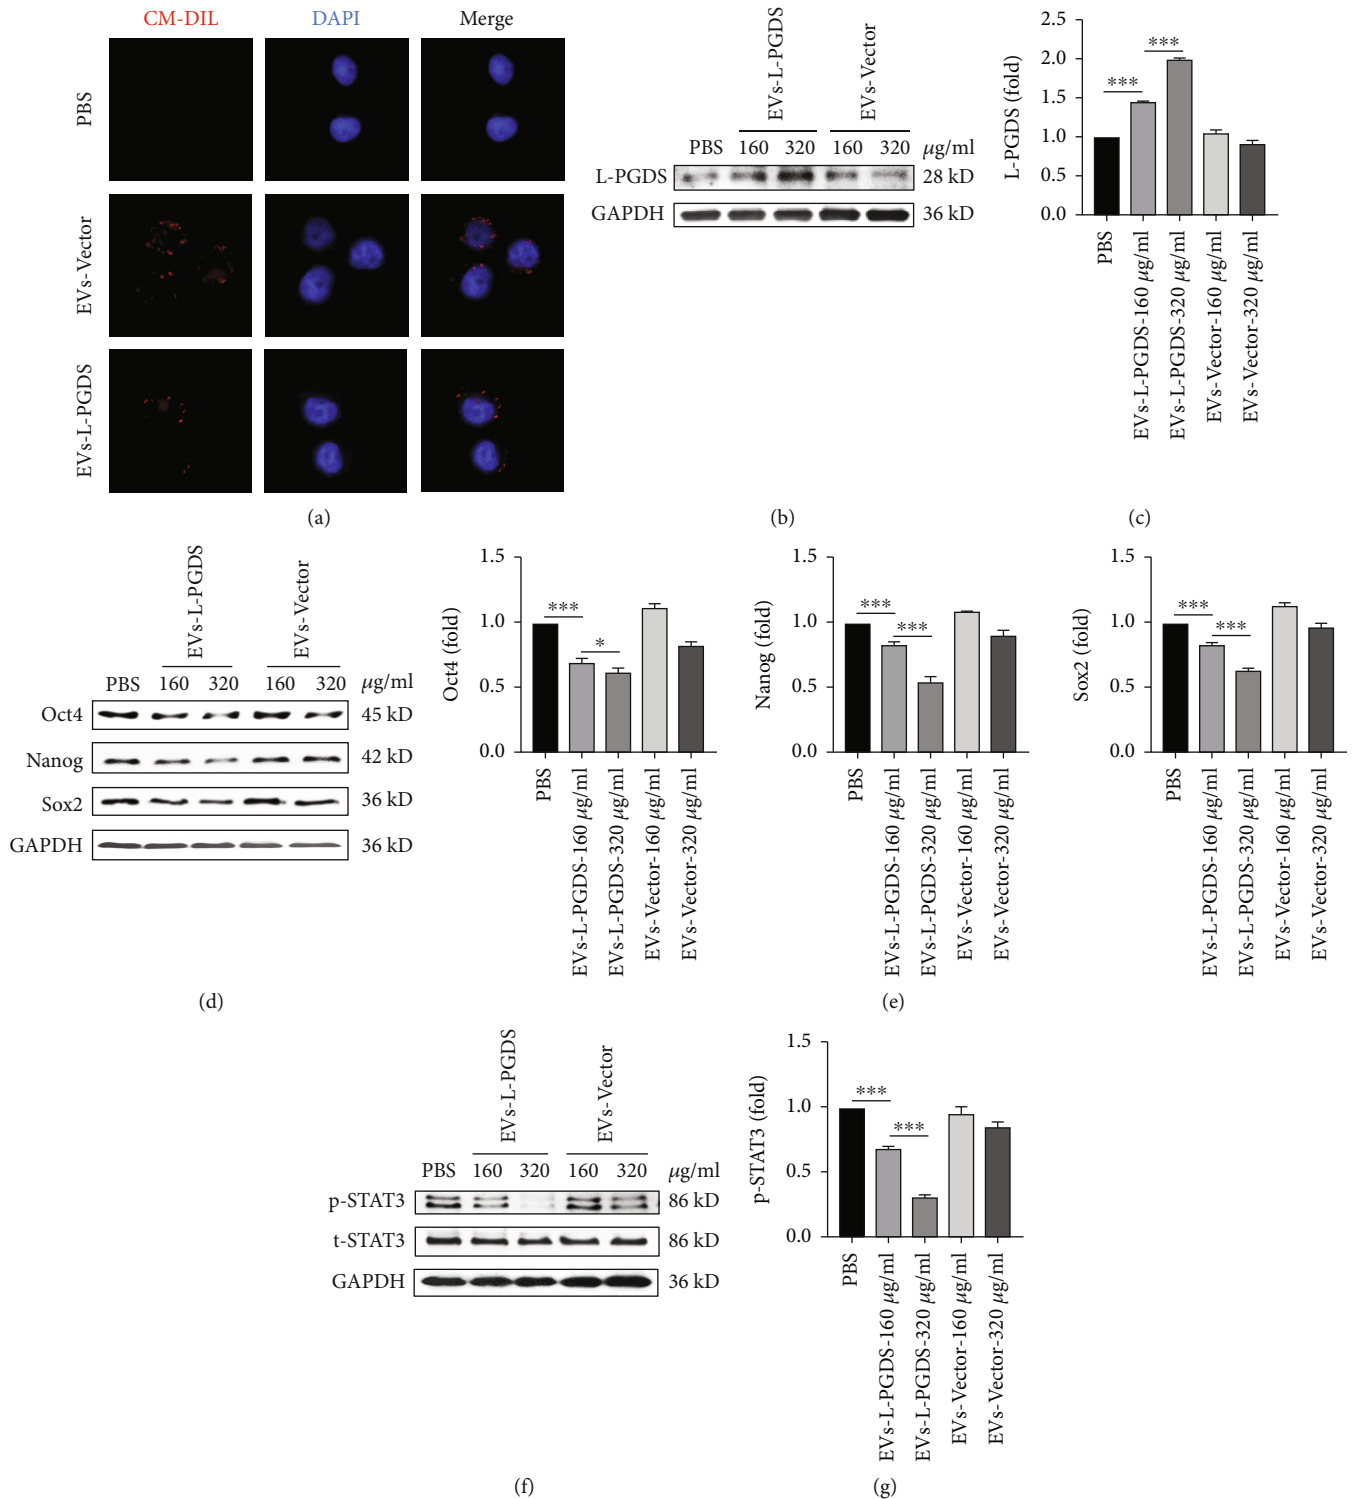 CM-DIL DAPI Merge
PBS
EVs-Vector
EVs-L-PGDS
(a)
EVs-L-PGDS EVs-Vector
PBS 160 320 160 320 μg/ml
L-PGDS 28 kD
GAPDH 36 kD
(b)
L-PGDS (fold)
2.5
2.0
1.5
1.0
0.5
0.0
*** ***
PBS
EVs-L-PGDS-160 μg/ml
EVs-L-PGDS-320 μg/ml
EVs-Vector-160 μg/ml
EVs-Vector-320 μg/ml
(c)
EVs-L-PGDS EVs-Vector
PBS 160 320 160 320 μg/ml
Oct4 45 kD
Nanog 42 kD
Sox2 36 kD
GAPDH 36 kD
(d)
Oct4 (fold)
1.5
1.0
0.5
0.0
*** *
PBS
EVs-L-PGDS-160 μg/ml
EVs-L-PGDS-320 μg/ml
EVs-Vector-160 μg/ml
EVs-Vector-320 μg/ml
Nanog (fold)
1.5
1.0
0.5
0.0
*** ***
PBS
EVs-L-PGDS-160 μg/ml
EVs-L-PGDS-320 μg/ml
EVs-Vector-160 μg/ml
EVs-Vector-320 μg/ml
Sox2 (fold)
1.5
1.0
0.5
0.0
*** ***
PBS
EVs-L-PGDS-160 μg/ml
EVs-L-PGDS-320 μg/ml
EVs-Vector-160 μg/ml
EVs-Vector-320 μg/ml
(e)
EVs-L-PGDS EVs-Vector
PBS 160 320 160 320 μg/ml
p-STAT3 86 kD
t-STAT3 86 kD
GAPDH 36 kD
(f)
p-STAT3 (fold)
1.5
1.0
0.5
0.0
*** ***
PBS
EVs-L-PGDS-160 μg/ml
EVs-L-PGDS-320 μg/ml
EVs-Vector-160 μg/ml
EVs-Vector-320 μg/ml
(g)